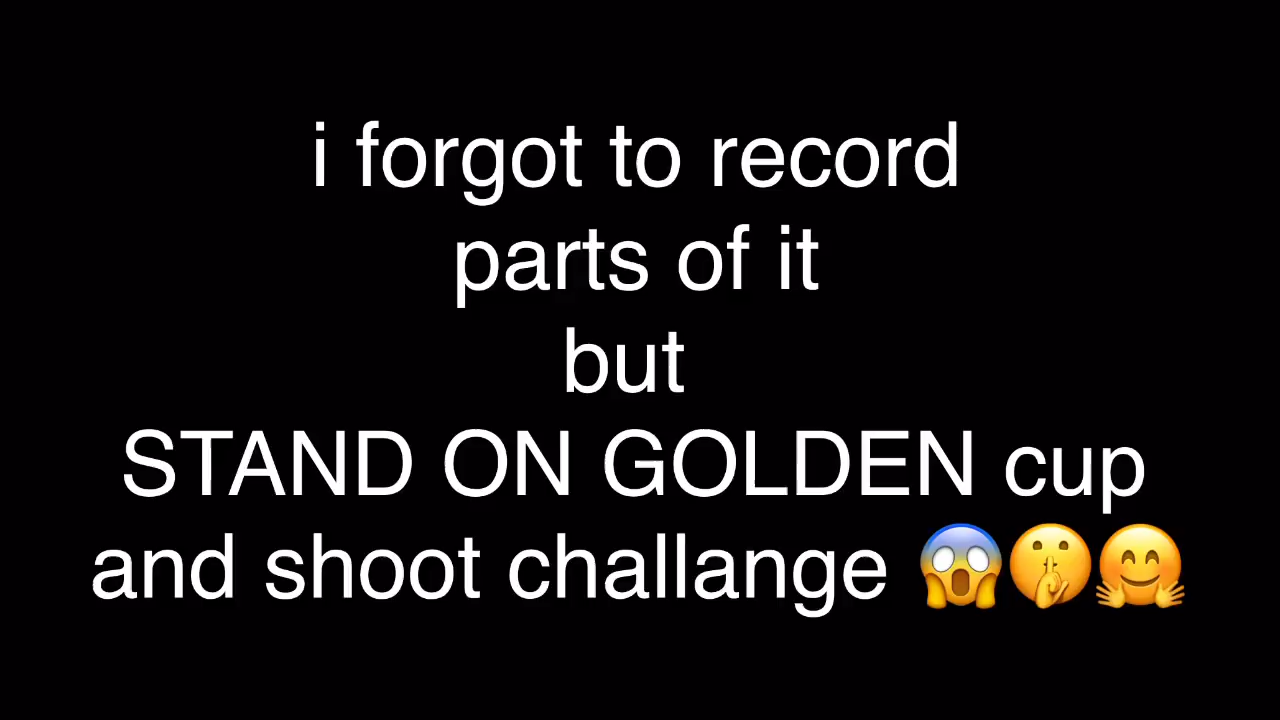 i forgot to record
parts of it
but
STAND ON GOLDEN cup
and shoot challange 😱🤫🤗